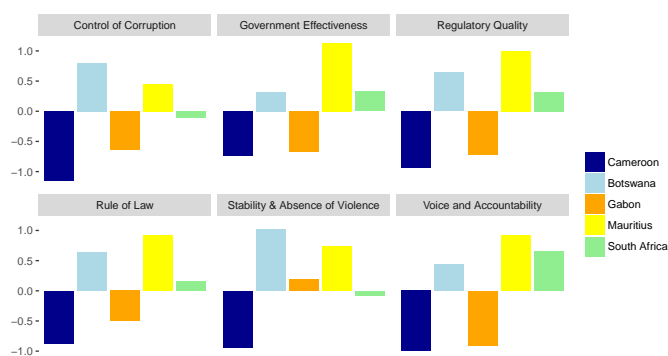 Control of Corruption
Government Effectiveness
Regulatory Quality
1.0
0.5
0.0
−0.5
−1.0
Rule of Law
Stability & Absence of Violence
Voice and Accountability
1.0
0.5
0.0
−0.5
−1.0
Cameroon
Botswana
Gabon
Mauritius
South Africa